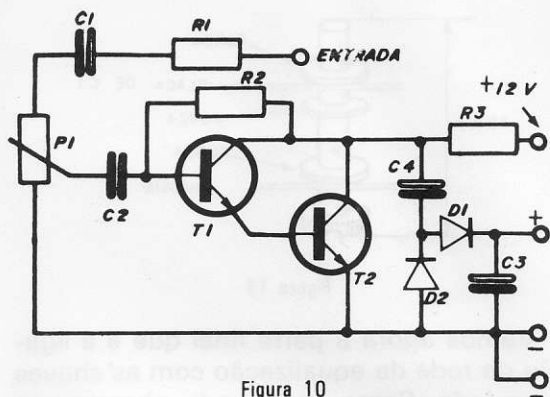 C1
R1
ENTRADA
R2
+12 V
R3
P1
C4
D1
C2
C3
T1
T2
D2
+
−
−
Figura 10